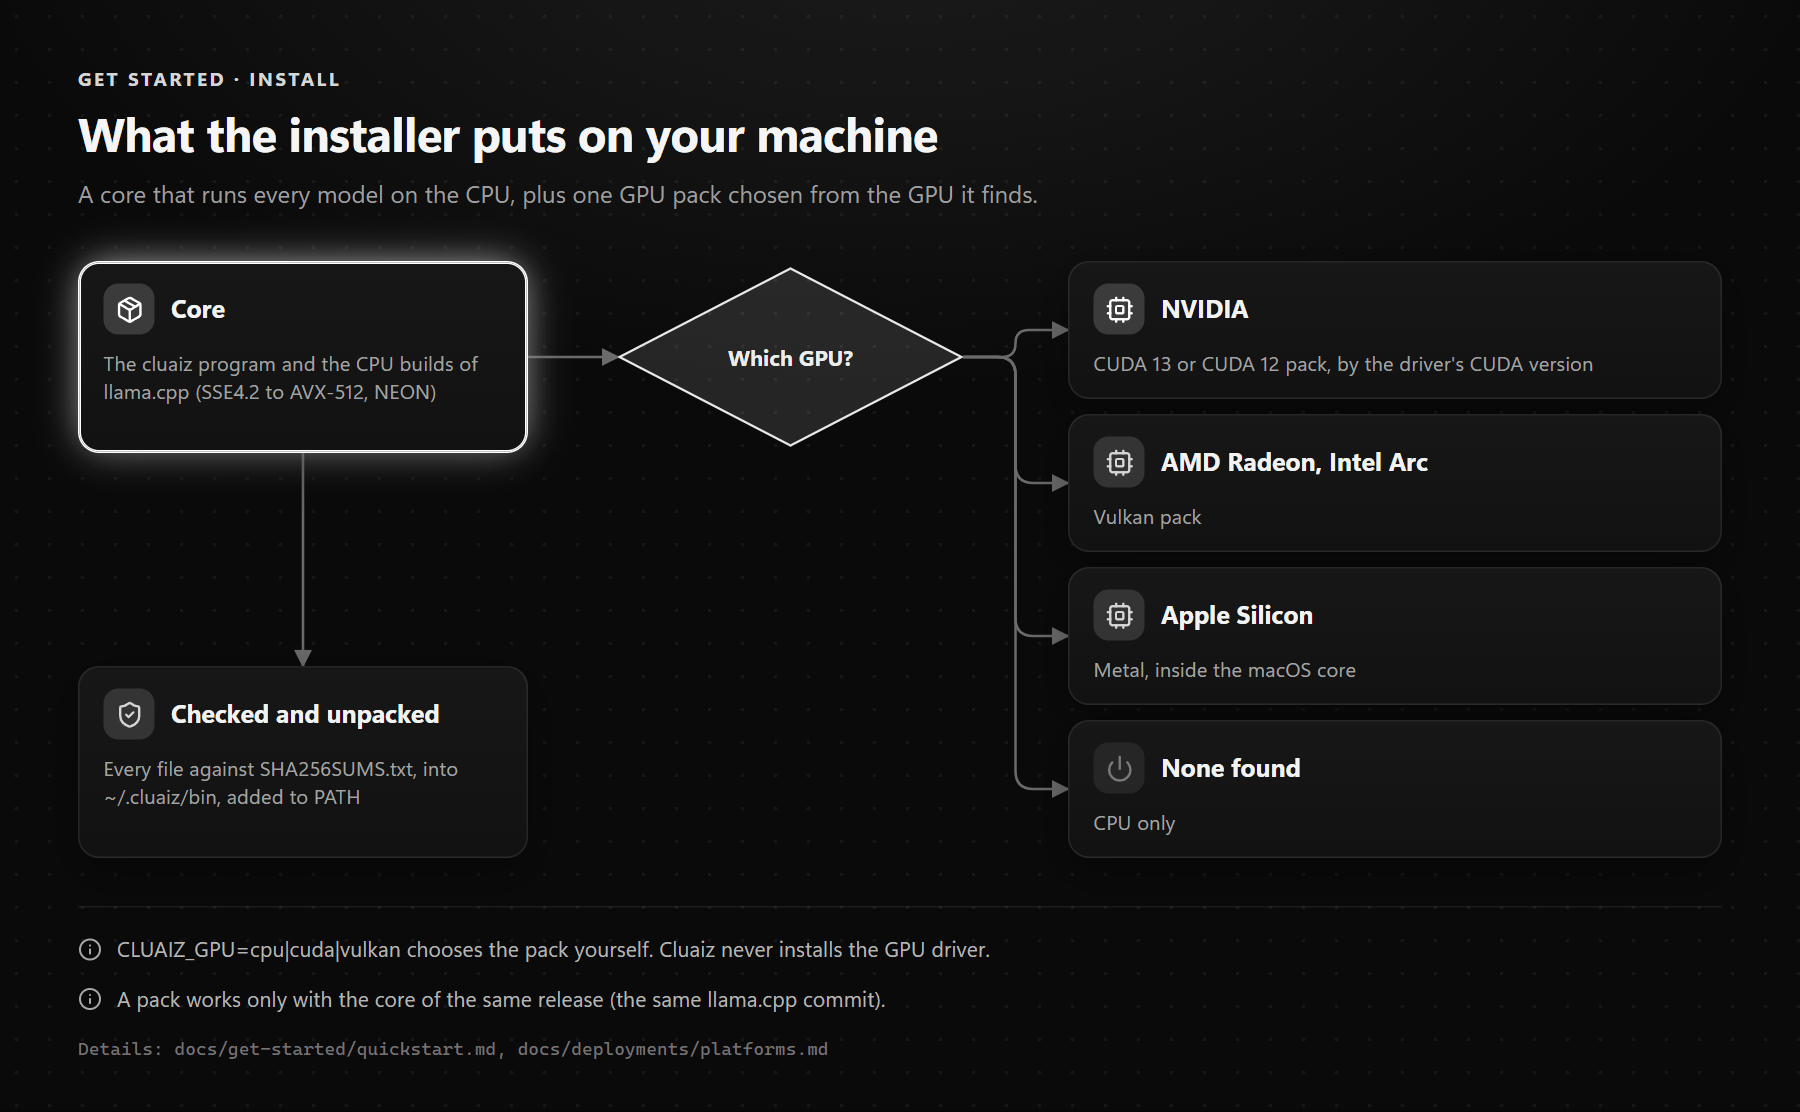 GET STARTED · INSTALL
What the installer puts on your machine
A core that runs every model on the CPU, plus one GPU pack chosen from the GPU it finds.
Core
The cluaiz program and the CPU builds of
llama.cpp (SSE4.2 to AVX-512, NEON)
Which GPU?
NVIDIA
CUDA 13 or CUDA 12 pack, by the driver's CUDA version
AMD Radeon, Intel Arc
Vulkan pack
Apple Silicon
Metal, inside the macOS core
None found
CPU only
Checked and unpacked
Every file against SHA256SUMS.txt, into
~/.cluaiz/bin, added to PATH
CLUAIZ_GPU=cpu|cuda|vulkan chooses the pack yourself. Cluaiz never installs the GPU driver.
A pack works only with the core of the same release (the same llama.cpp commit).
Details: docs/get-started/quickstart.md, docs/deployments/platforms.md